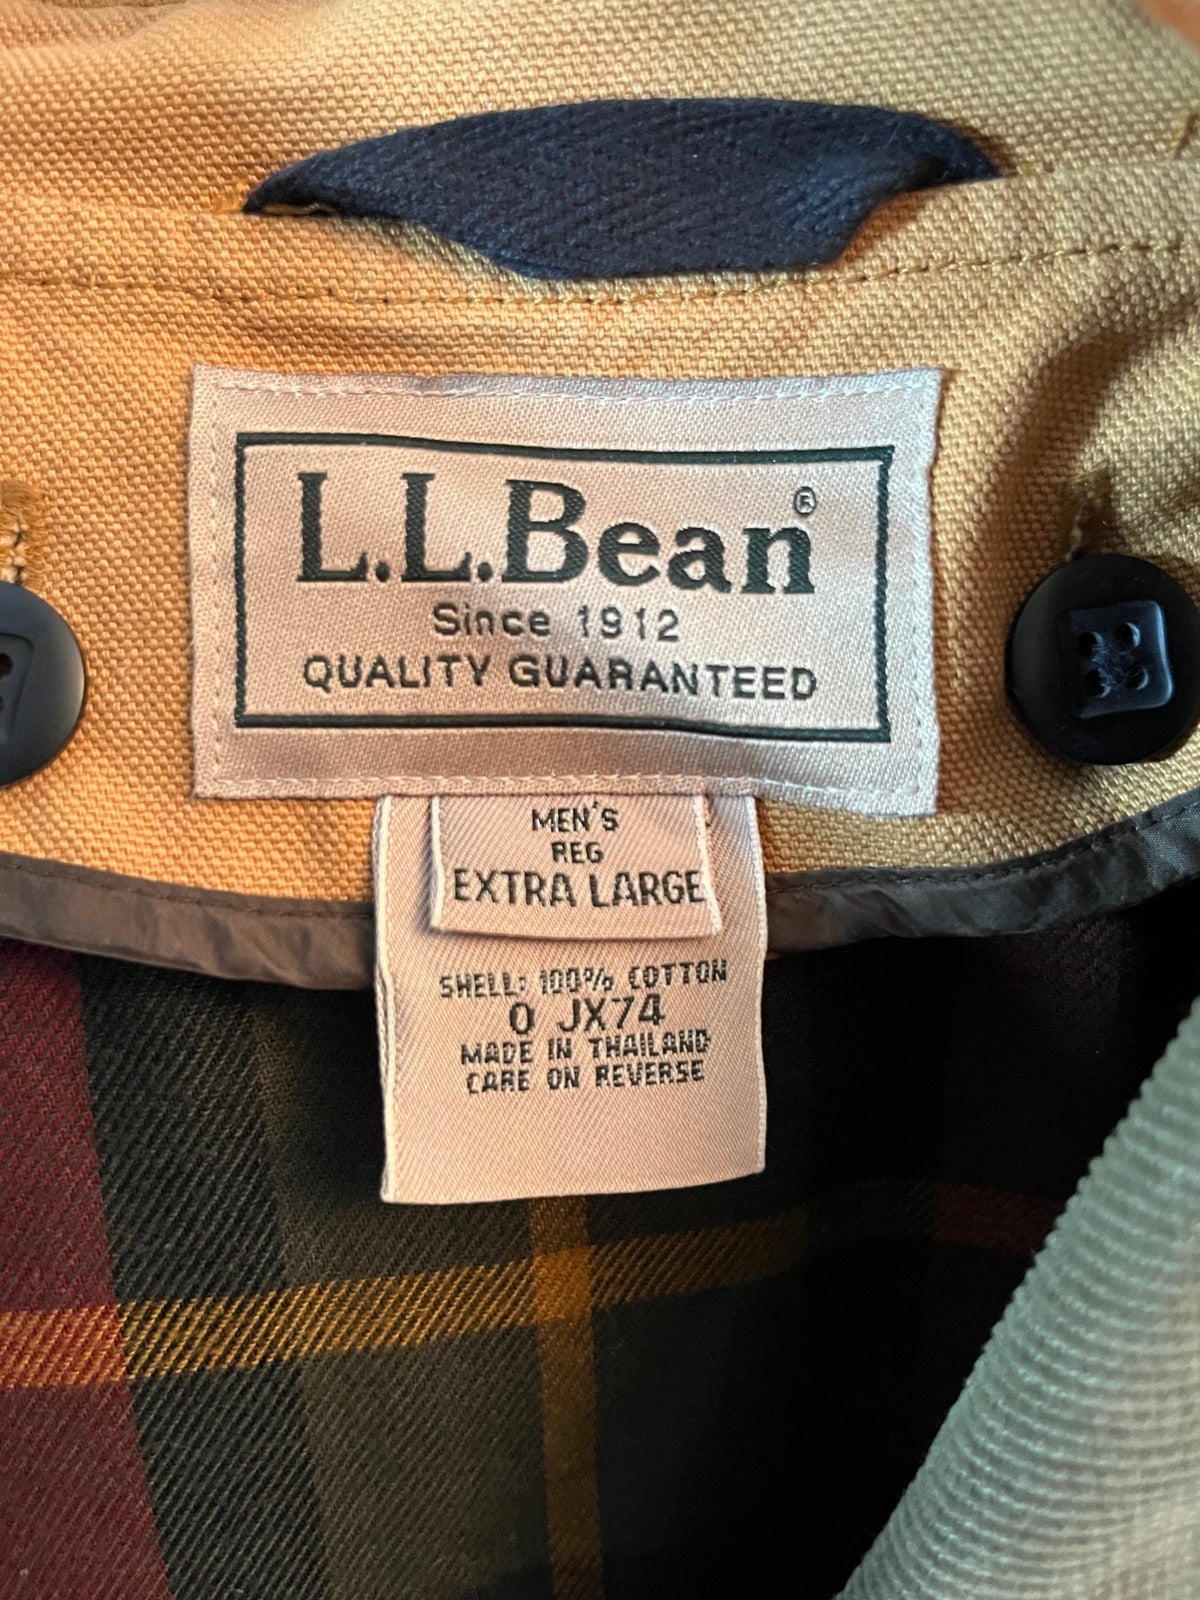 L.L.Bean®
Since 1912
QUALITY GUARANTEED
MEN'S
REG
EXTRA LARGE
SHELL: 100% COTTON
0 JX74
MADE IN THAILAND
CARE ON REVERSE